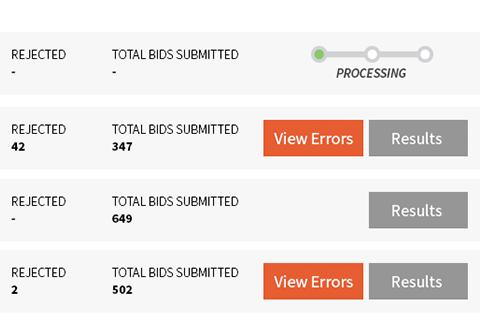 REJECTED TOTAL BIDS SUBMITTED
- -
PROCESSING
REJECTED TOTAL BIDS SUBMITTED
42 347
View Errors Results
REJECTED TOTAL BIDS SUBMITTED
- 649
Results
REJECTED TOTAL BIDS SUBMITTED
2 502
View Errors Results